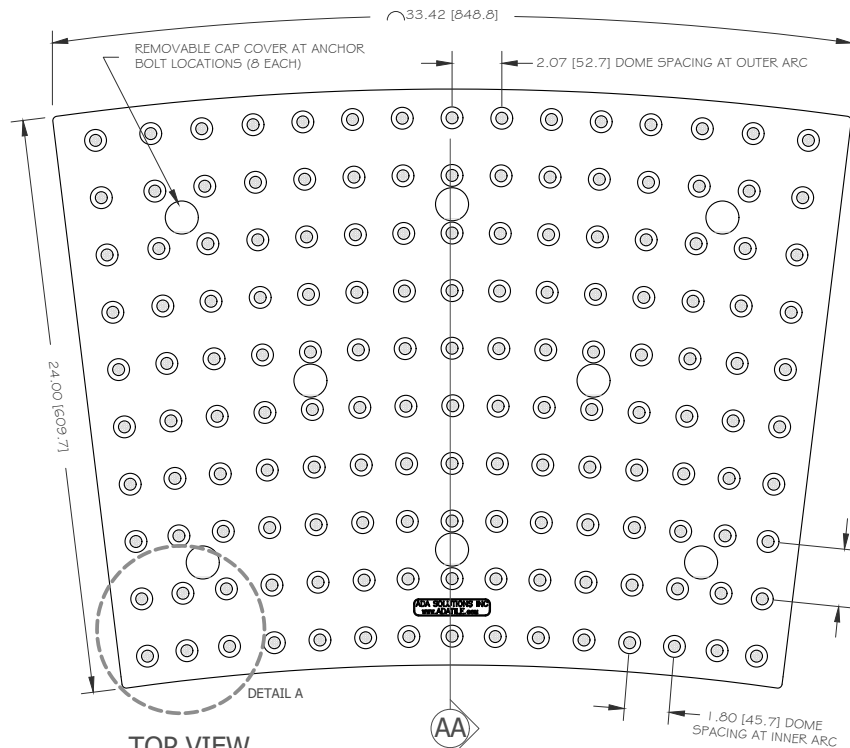 33.42 [848.8]
REMOVABLE CAP COVER AT ANCHOR
BOLT LOCATIONS (8 EACH)
2.07 [52.7] DOME SPACING AT OUTER ARC
24.00 [609.7]
ADA SOLUTIONS INC
www.ADATILE.com
DETAIL A
1.80 [45.7] DOME
SPACING AT INNER ARC
AA
TOP VIEW